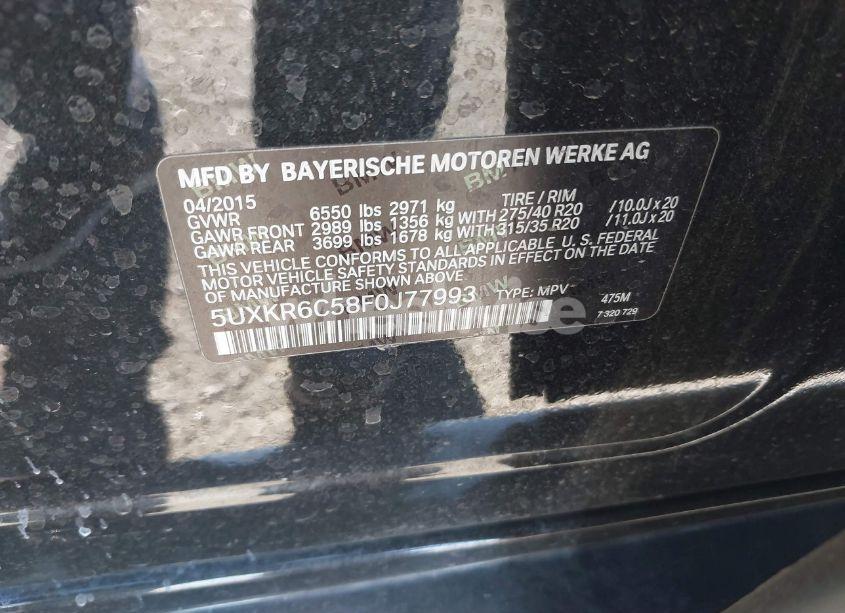 MFD BY BAYERISCHE MOTOREN WERKE AG
04/2015 TIRE / RIM
GVWR 6550 lbs 2971 kg
GAWR FRONT 2989 lbs 1356 kg WITH 275/40 R20 /10.0J x 20
GAWR REAR 3699 lbs 1678 kg WITH 315/35 R20 /11.0J x 20
THIS VEHICLE CONFORMS TO ALL APPLICABLE U. S. FEDERAL
MOTOR VEHICLE SAFETY STANDARDS IN EFFECT ON THE DATE
OF MANUFACTURE SHOWN ABOVE
5UXKR6C58F0J77993 TYPE: MPV 475M
7 320 729